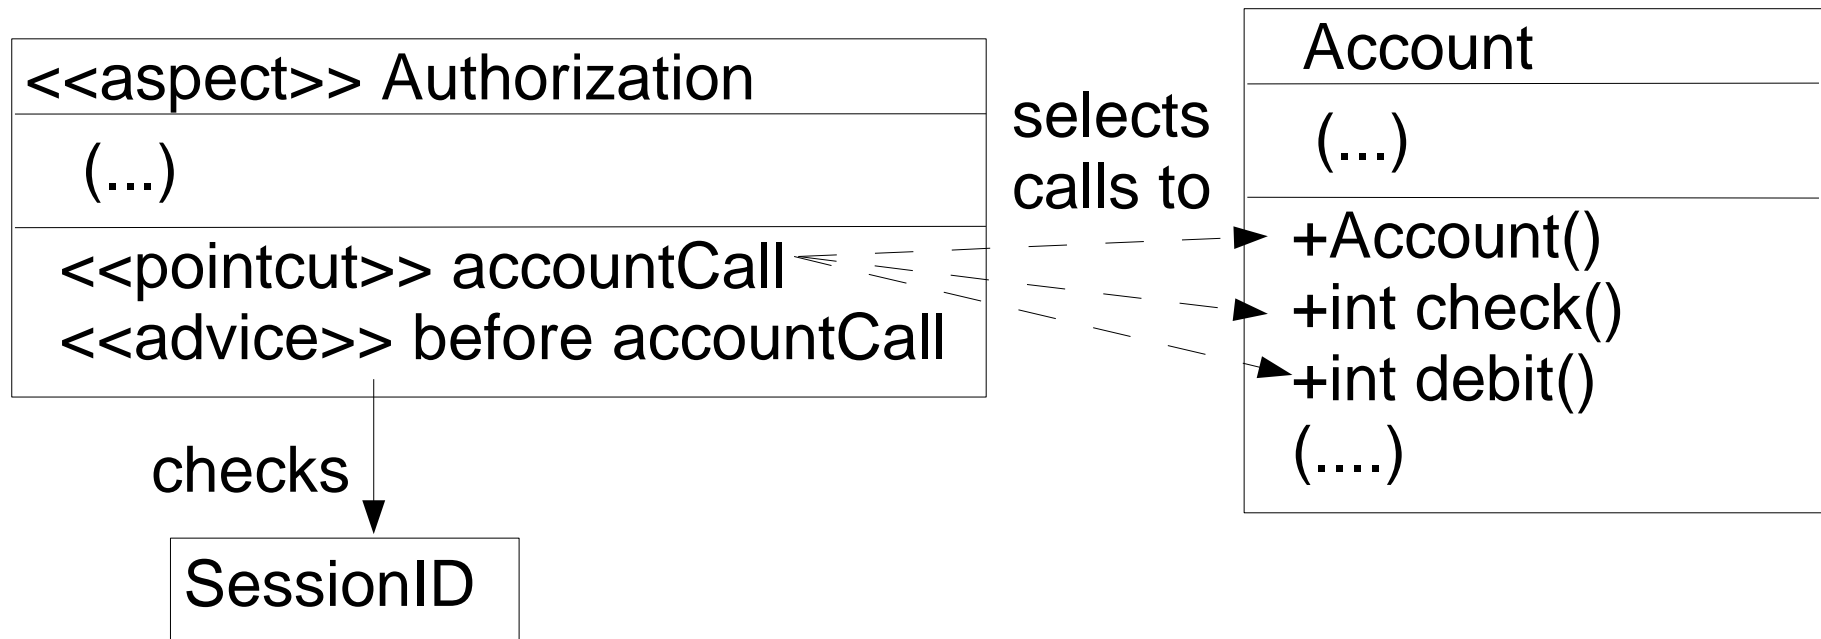 <<aspect>> Authorization
(...)
<<pointcut>> accountCall
<<advice>> before accountCall
checks
SessionID
selects
calls to
Account
(...)
+Account()
+int check()
+int debit()
(....)